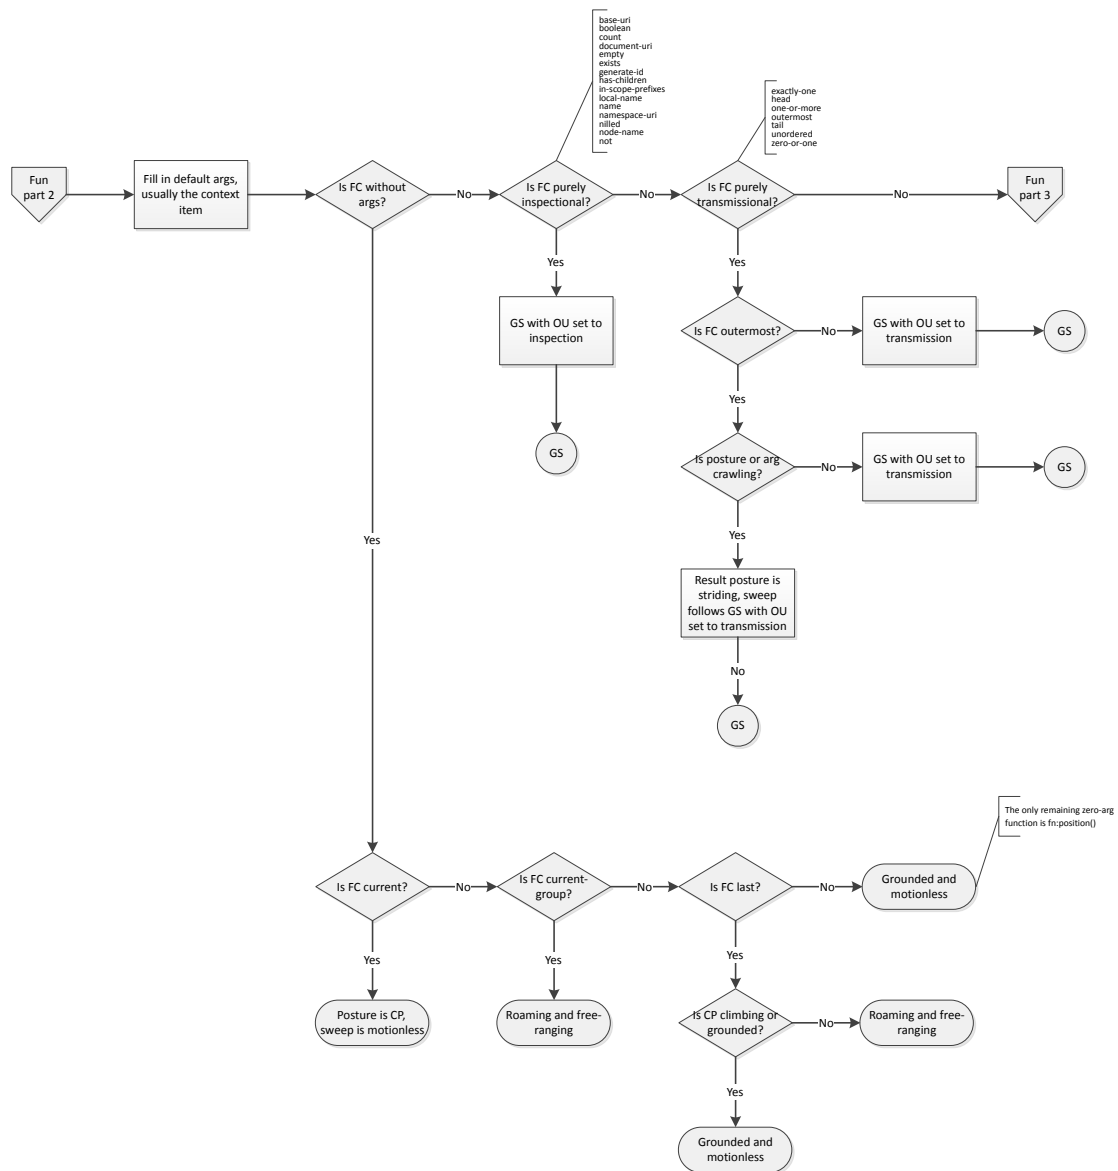 base-uri
boolean
count
document-uri
empty
exists
generate-id
has-children
in-scope-prefixes
local-name
name
namespace-uri
nilled
node-name
not
exactly-one
head
one-or-more
outermost
tail
unordered
zero-or-one
Fun
part 2
Fill in default args,
usually the context
item
Is FC without
args?
No
Is FC purely
inspectional?
No
Is FC purely
transmissional?
No
Fun
part 3
Yes
Yes
GS with OU set to
inspection
GS
Is FC outermost?
No
GS with OU set to
transmission
GS
Yes
Is posture or arg
crawling?
No
GS with OU set to
transmission
GS
Yes
Yes
Result posture is
striding, sweep
follows GS with OU
set to transmission
No
GS
The only remaining zero-arg
function is fn:position()
Is FC current?
No
Is FC current-
group?
No
Is FC last?
No
Grounded and
motionless
Yes
Yes
Yes
Posture is CP,
sweep is motionless
Roaming and free-
ranging
Is CP climbing or
grounded?
No
Roaming and free-
ranging
Yes
Grounded and
motionless